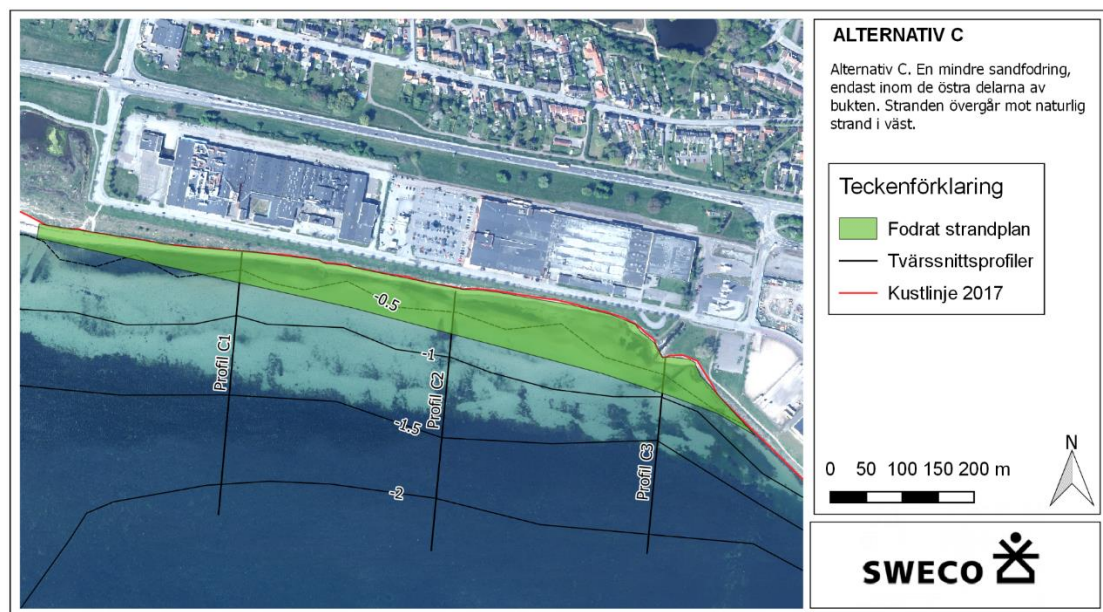 ALTERNATIV C
Alternativ C. En mindre sandfodring,
endast inom de östra delarna av
bukten. Stranden övergår mot naturlig
strand i väst.
Teckenförklaring
Fodrat strandplan
Tvärssnittsprofiler
Kustlinje 2017
N
0 50 100 150 200 m
SWECO
-0.5
-1
-1.5
-2
Profil C1
Profil C2
Profil C3